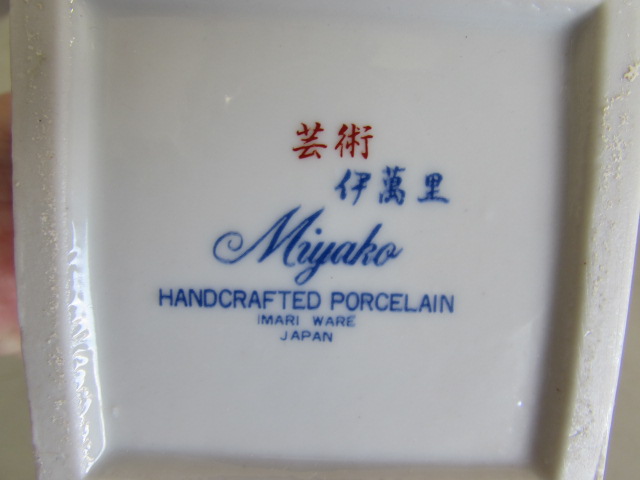 芸術
伊萬里
Miyako
HANDCRAFTED PORCELAIN
IMARI WARE
JAPAN